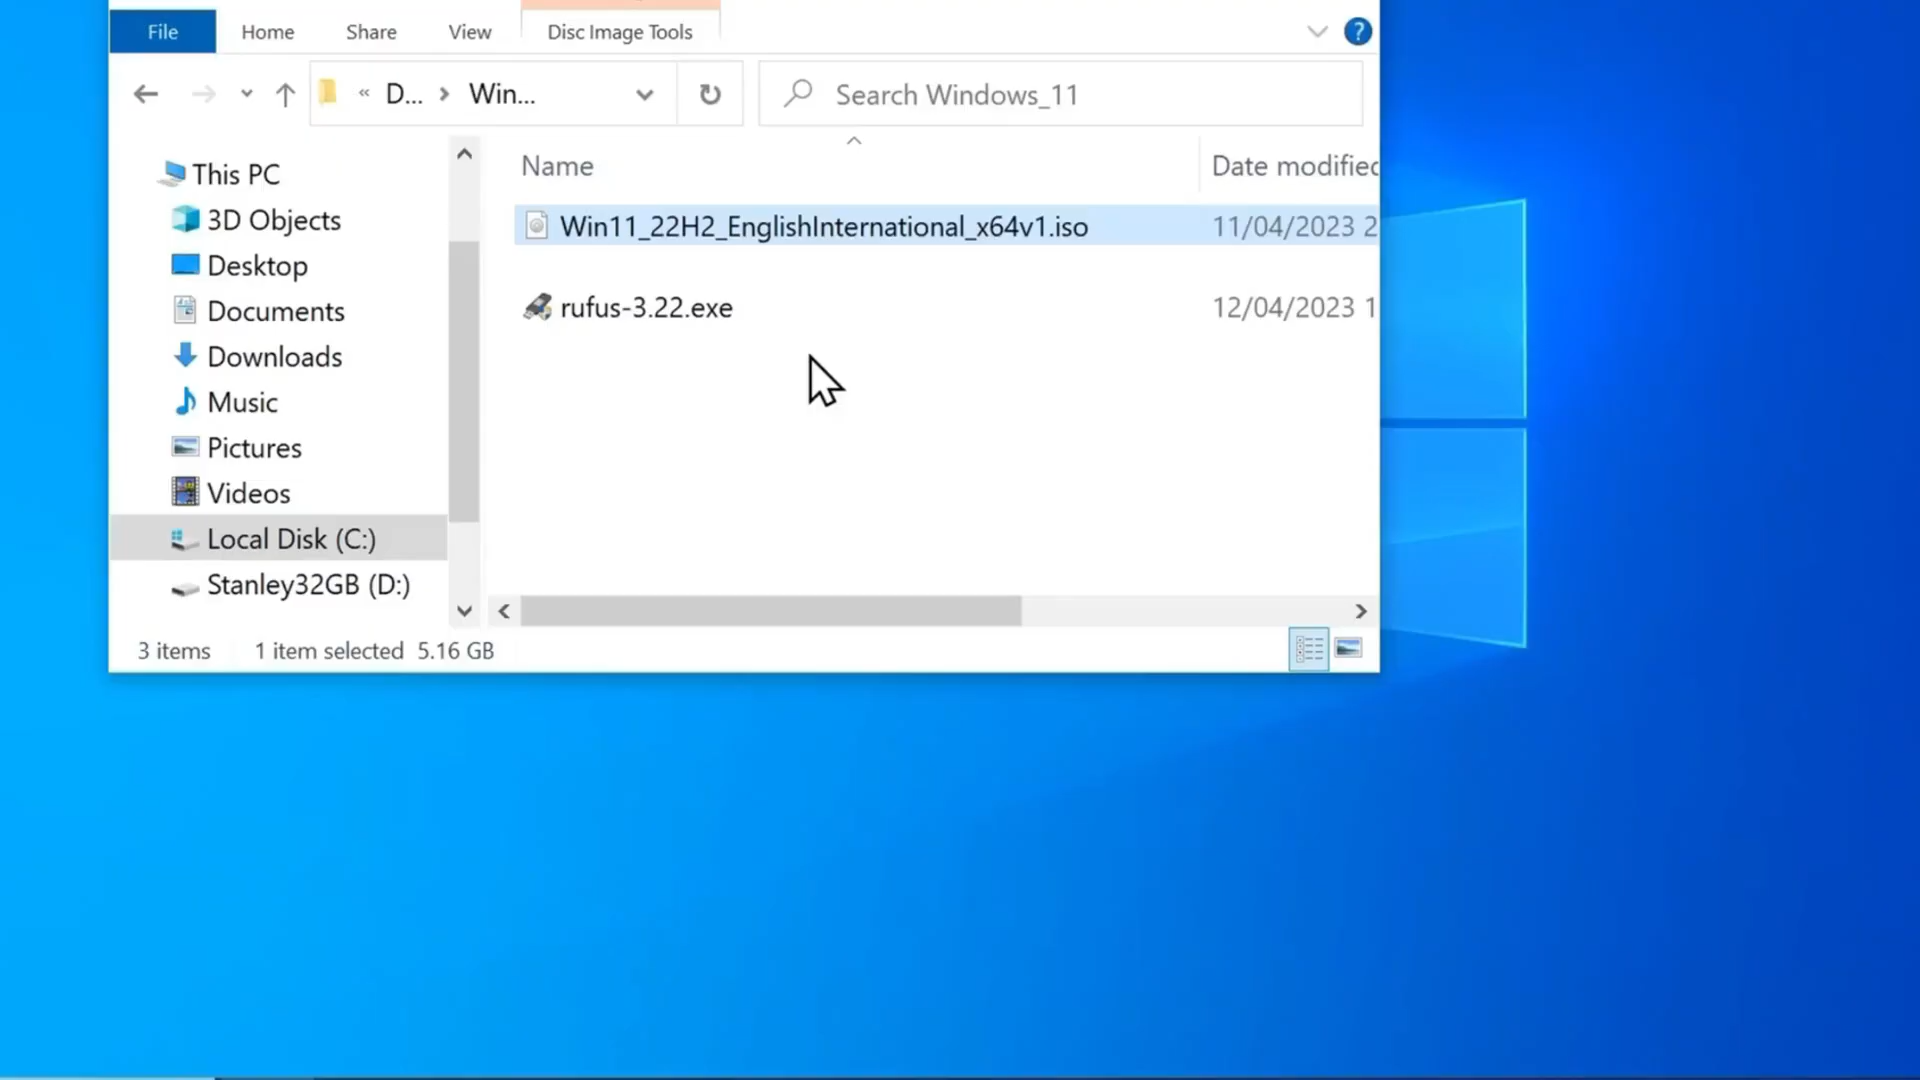 File Home Share View Disc Image Tools ?
« D... > Win... Search Windows_11
Name Date modified
This PC
3D Objects
Desktop
Documents
Downloads
Music
Pictures
Videos
Local Disk (C:)
Stanley32GB (D:)
Win11_22H2_EnglishInternational_x64v1.iso 11/04/2023 2
rufus-3.22.exe 12/04/2023 1
3 items 1 item selected 5.16 GB